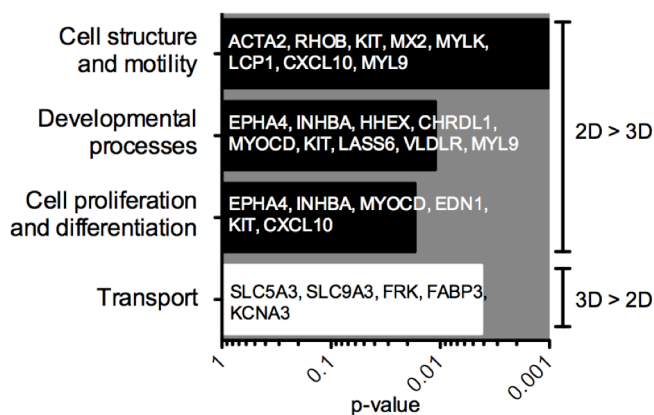 Cell structure
and motility
ACTA2, RHOB, KIT, MX2, MYLK,
LCP1, CXCL10, MYL9
Developmental
processes
EPHA4, INHBA, HHEX, CHRDL1,
MYOCD, KIT, LASS6, VLDLR, MYL9
2D > 3D
Cell proliferation
and differentiation
EPHA4, INHBA, MYOCD, EDN1,
KIT, CXCL10
Transport
SLC5A3, SLC9A3, FRK, FABP3,
KCNA3
3D > 2D
1
0.1
0.01
0.001
p-value